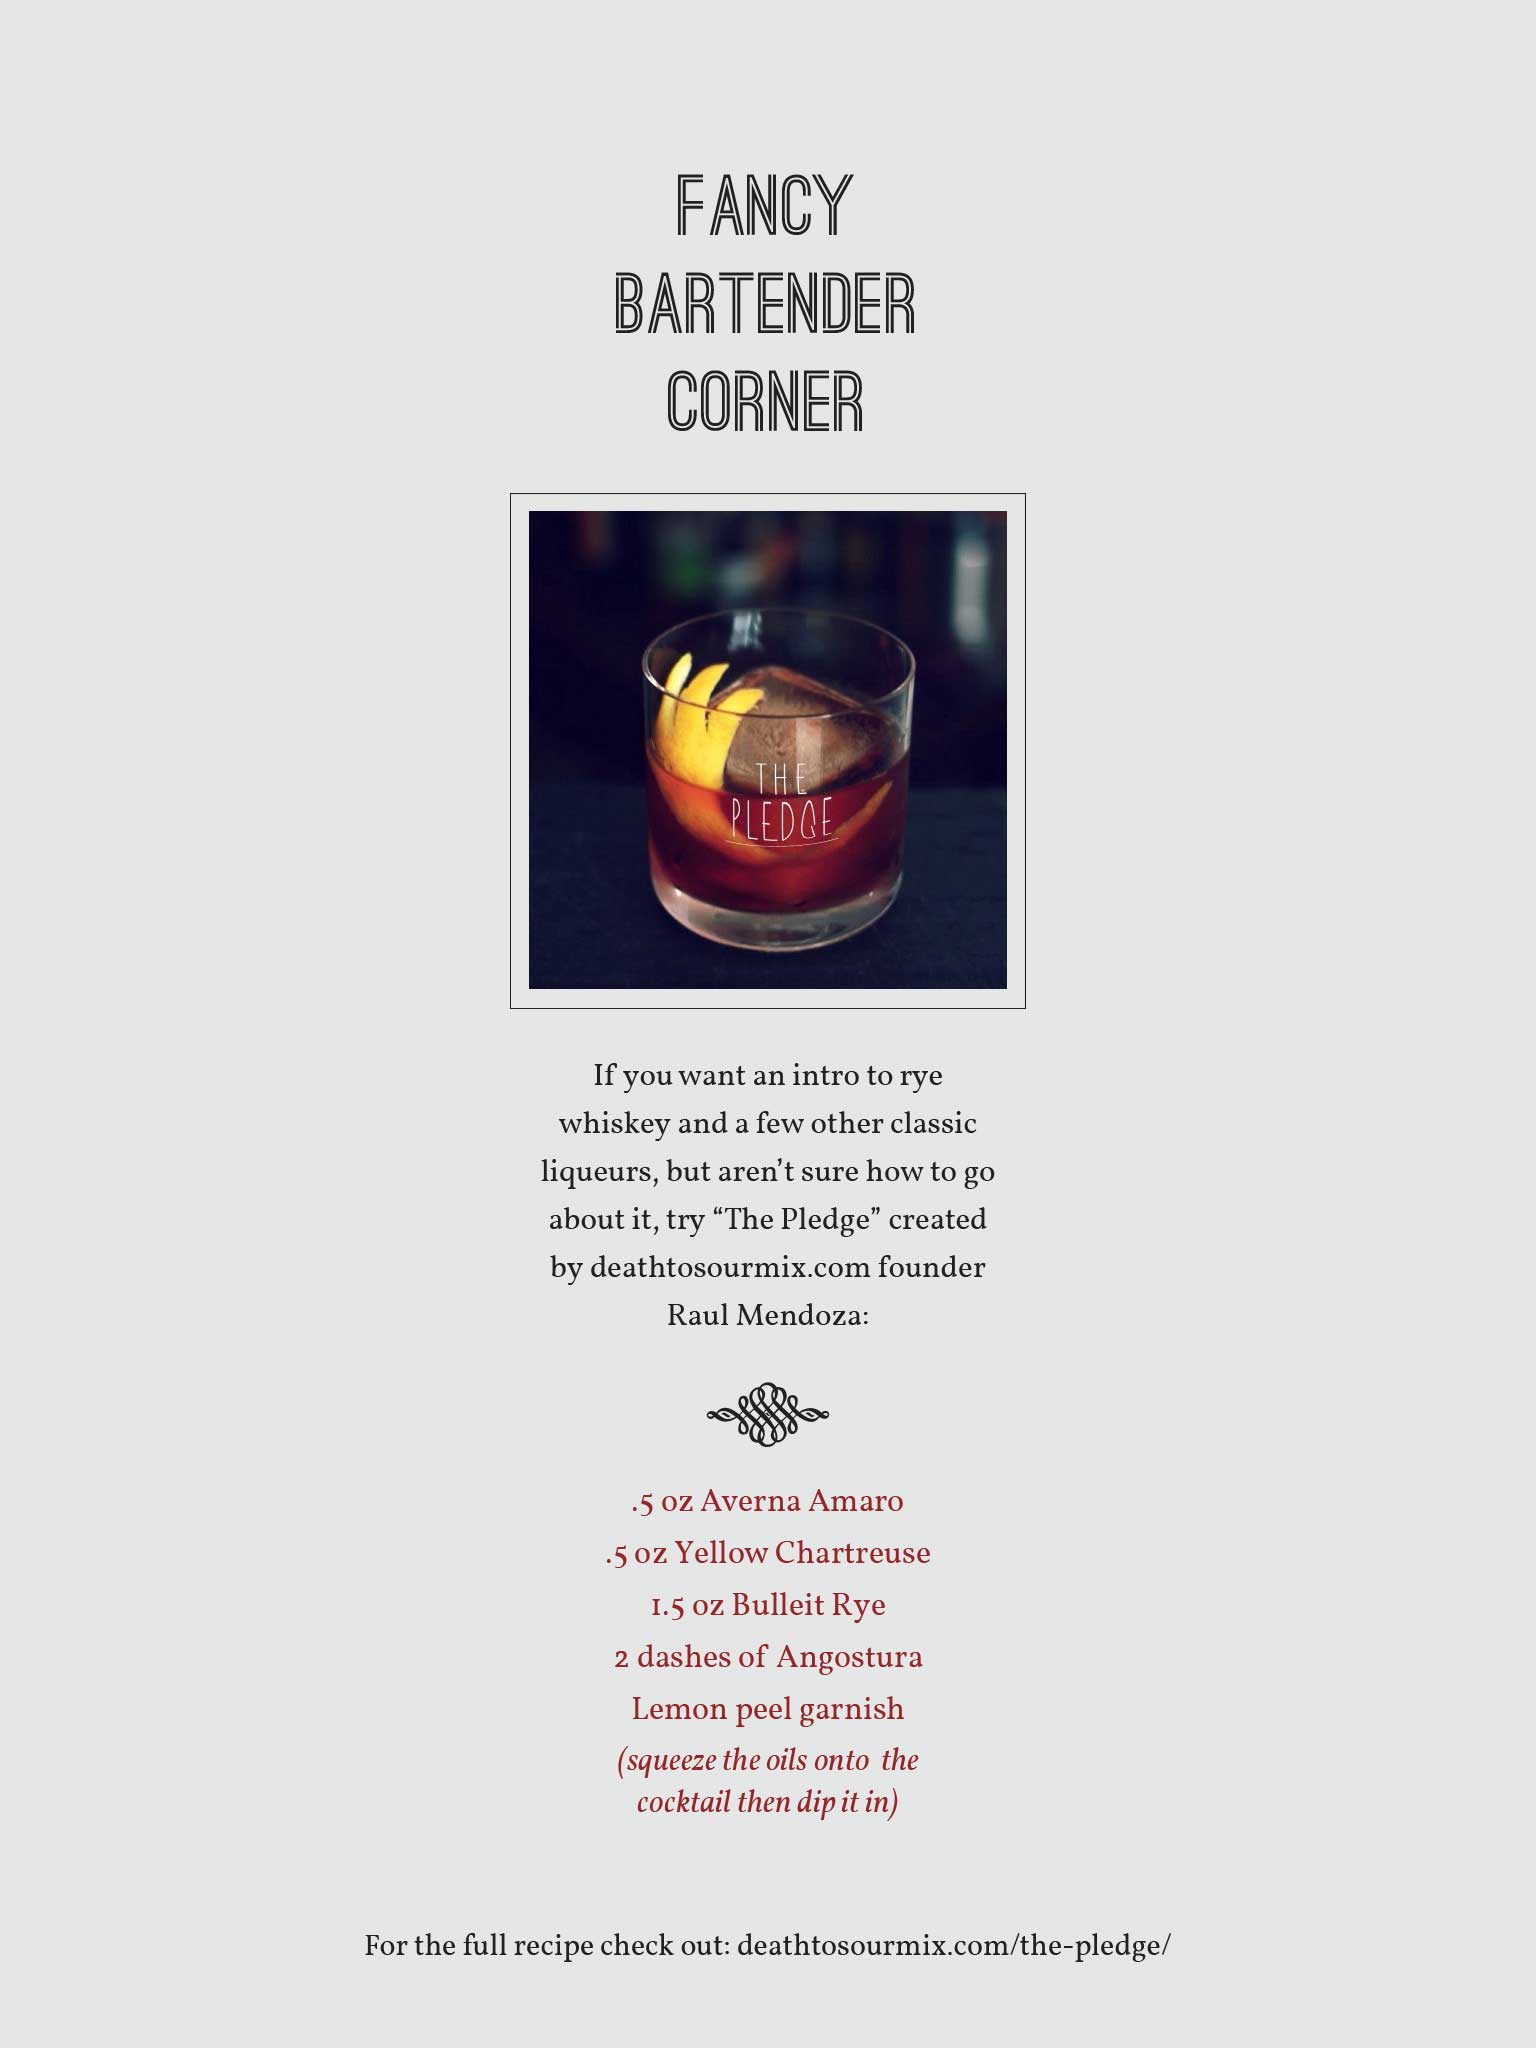 FANCY
BARTENDER
CORNER
THE
PLEDGE
If you want an intro to rye
whiskey and a few other classic
liqueurs, but aren’t sure how to go
about it, try “The Pledge” created
by deathtosourmix.com founder
Raul Mendoza:
.5 oz Averna Amaro
.5 oz Yellow Chartreuse
1.5 oz Bulleit Rye
2 dashes of Angostura
Lemon peel garnish
(squeeze the oils onto the
cocktail then dip it in)
For the full recipe check out: deathtosourmix.com/the-pledge/